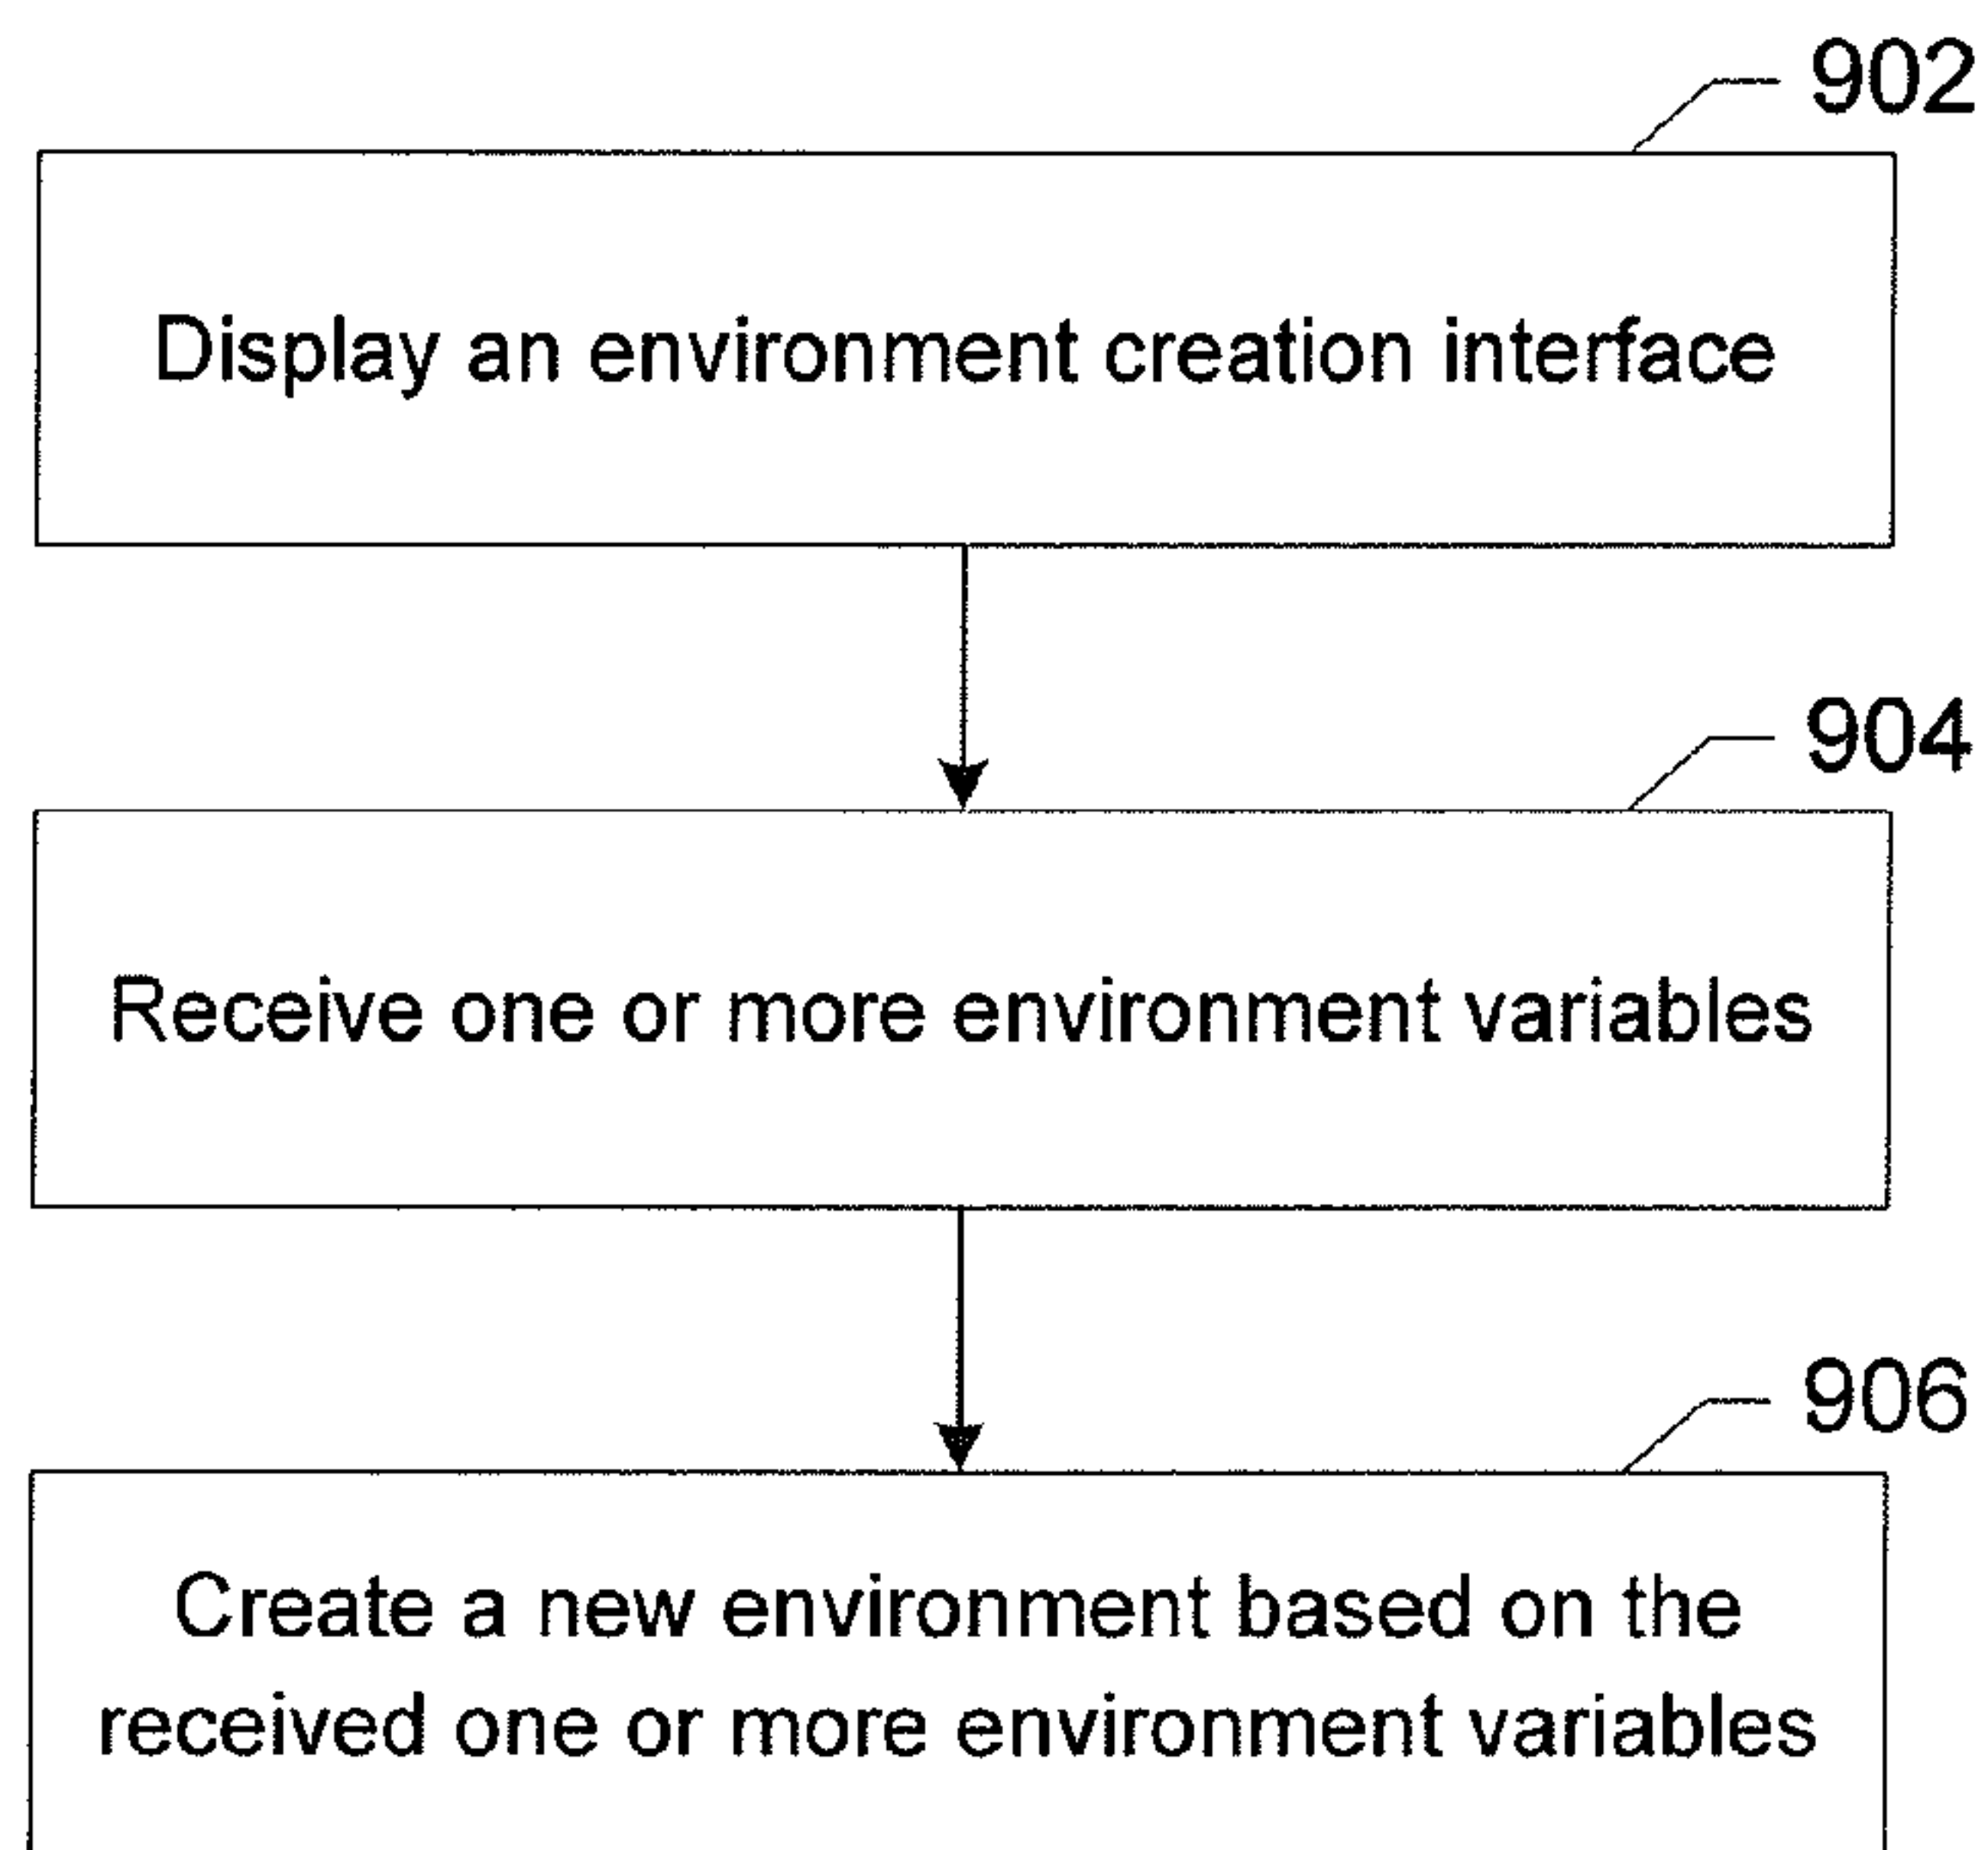 902
Display an environment creation interface
904
Receive one or more environment variables
906
Create a new environment based on the
received one or more environment variables